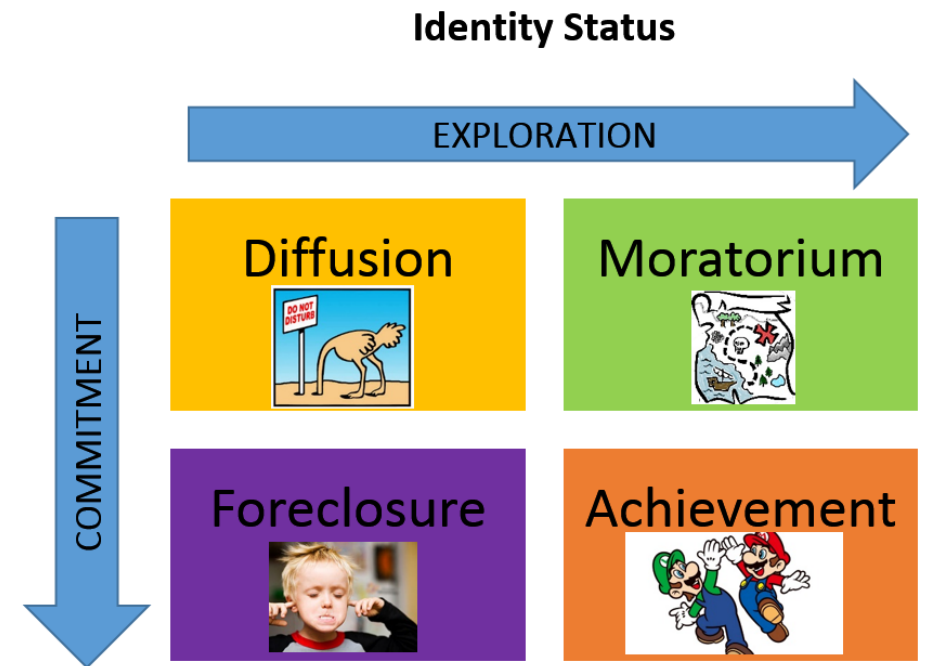 Identity Status
EXPLORATION
COMMITMENT
Diffusion
DO NOT
DISTURB
Moratorium
Foreclosure
Achievement